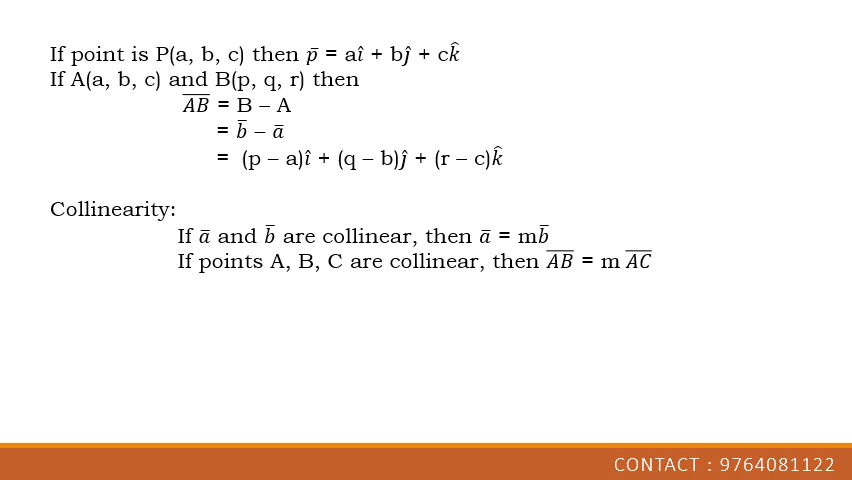 If point is P(a, b, c) then p̄ = aî + bĵ + ck̂
If A(a, b, c) and B(p, q, r) then
A̅B̅ = B – A
= b̄ – ā
= (p – a)î + (q – b)ĵ + (r – c)k̂
Collinearity:
If ā and b̄ are collinear, then ā = mb̄
If points A, B, C are collinear, then A̅B̅ = m A̅C̅
CONTACT : 9764081122